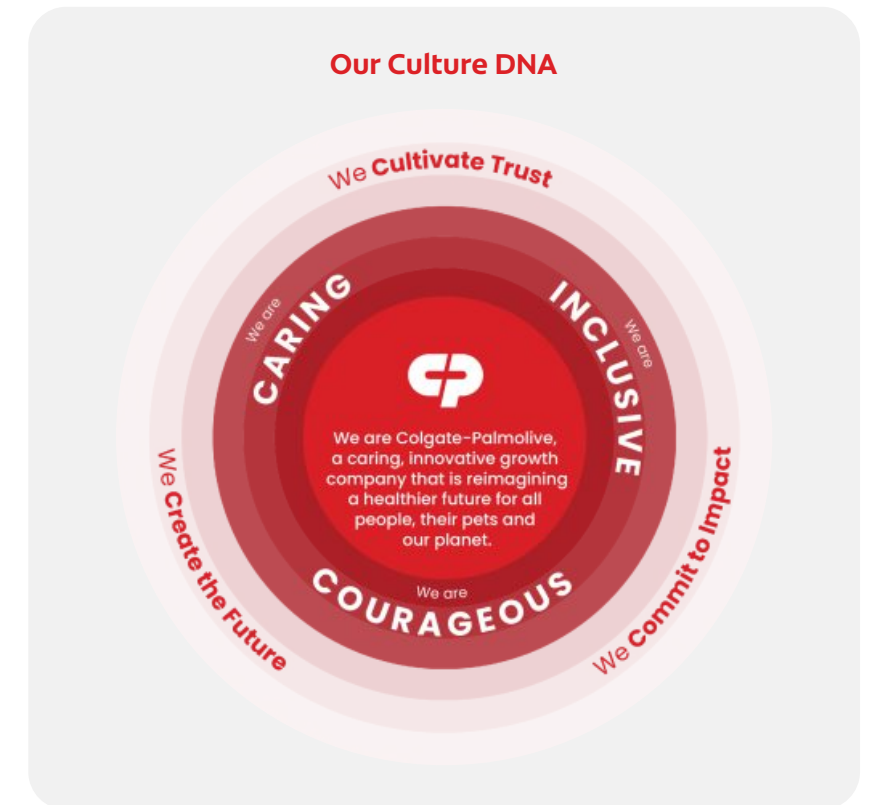 Our Culture DNA
We Cultivate Trust
We are
CARING
We are
INCLUSIVE
We are Colgate-Palmolive,
a caring, innovative growth
company that is reimagining
a healthier future for all
people, their pets and
our planet.
We are
COURAGEOUS
We Create the Future
We Commit to Impact